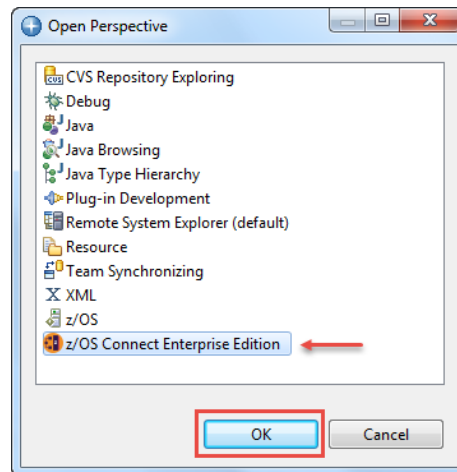 Open Perspective
CVS Repository Exploring
Debug
Java
Java Browsing
Java Type Hierarchy
Plug-in Development
Remote System Explorer (default)
Resource
Team Synchronizing
X XML
z/OS
z/OS Connect Enterprise Edition
OK
Cancel